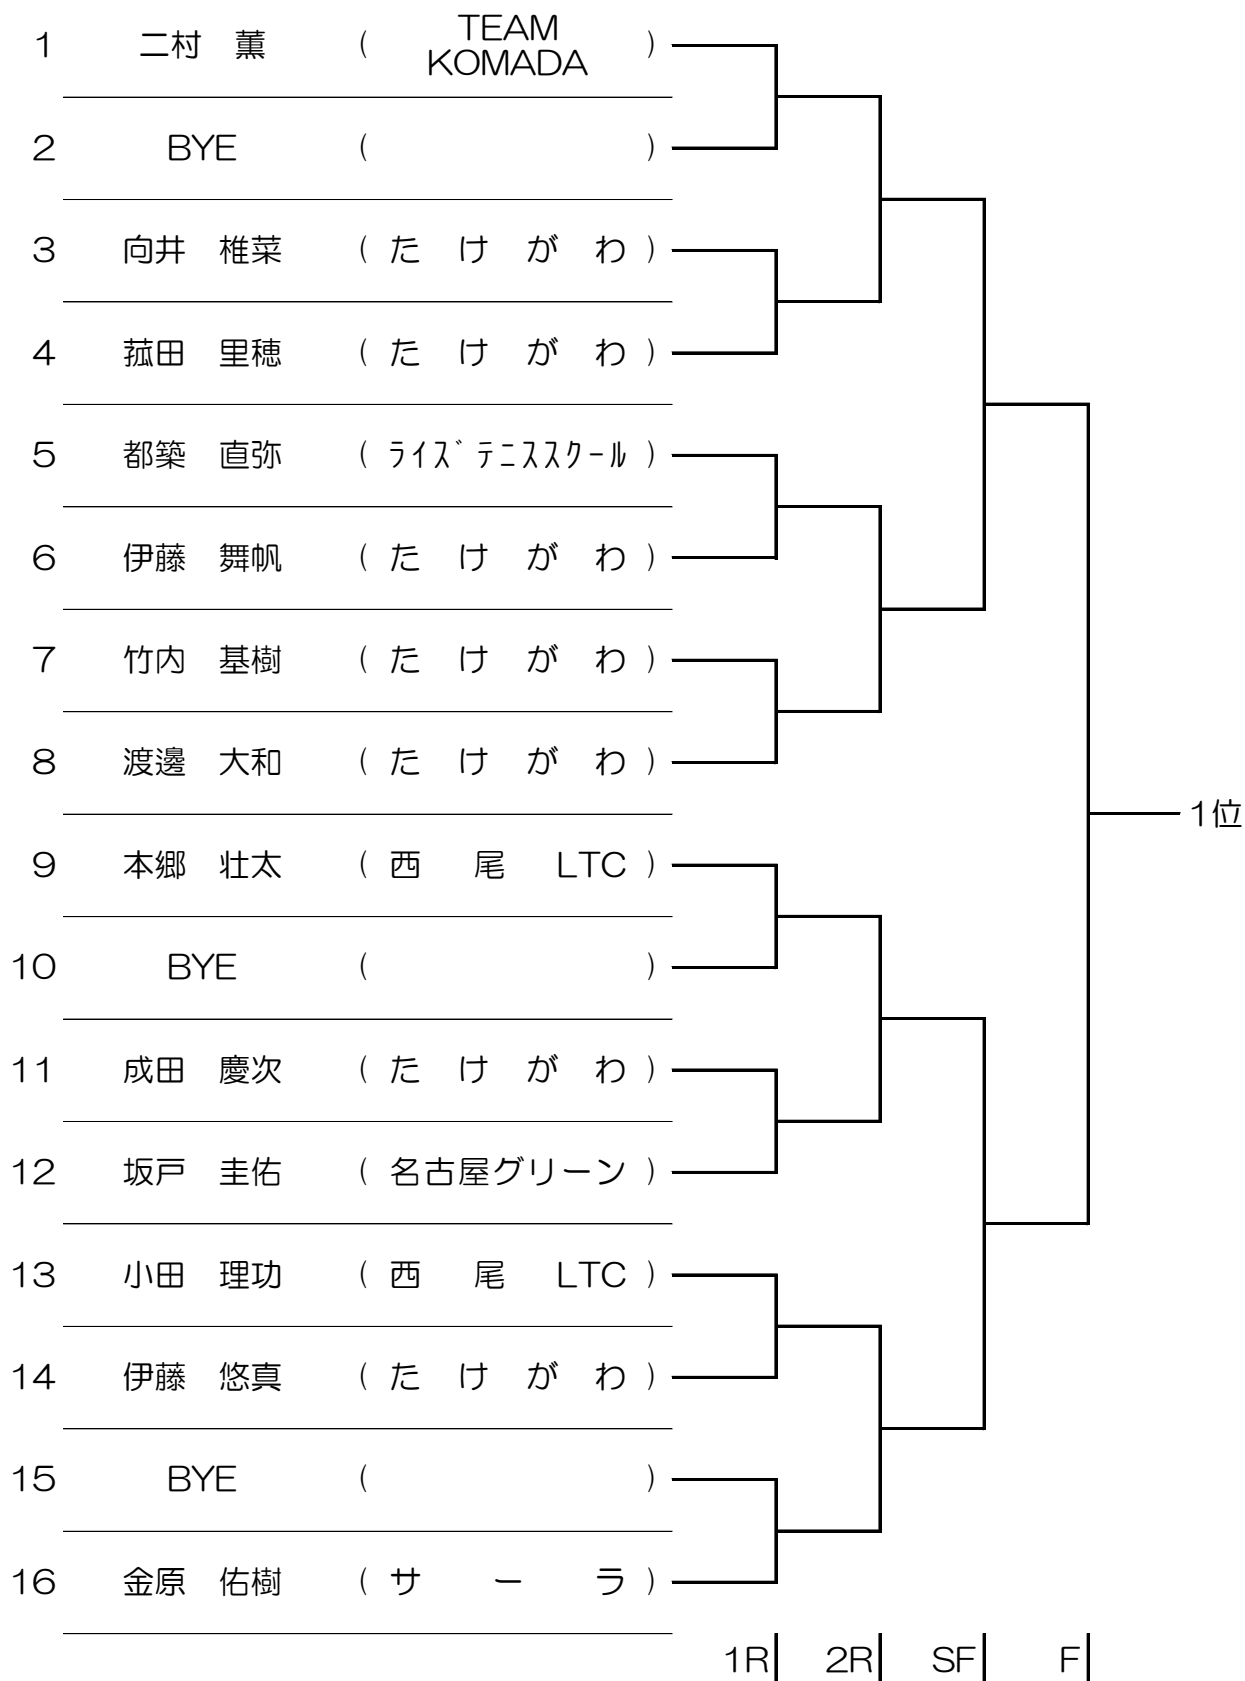 1 二村 薫 ( TEAM KOMADA )
2 BYE ( )
3 向井 椎菜 ( たけがわ )
4 菰田 里穂 ( たけがわ )
5 都築 直弥 ( ﾗｲｽﾞﾃﾆｽｽｸｰﾙ )
6 伊藤 舞帆 ( たけがわ )
7 竹内 基樹 ( たけがわ )
8 渡邊 大和 ( たけがわ )
1位
9 本郷 壮太 ( 西尾LTC )
10 BYE ( )
11 成田 慶次 ( たけがわ )
12 坂戸 圭佑 ( 名古屋グリーン )
13 小田 理功 ( 西尾LTC )
14 伊藤 悠真 ( たけがわ )
15 BYE ( )
16 金原 佑樹 ( サーラ )
1R 2R SF F